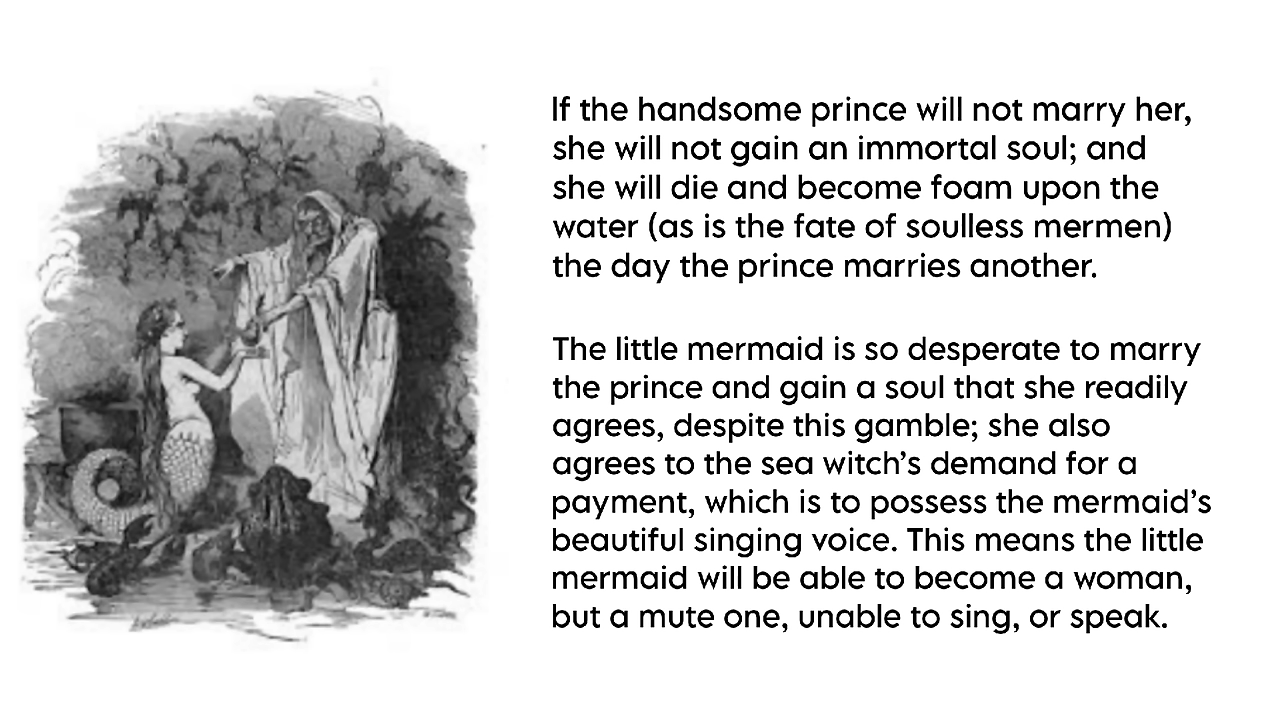 If the handsome prince will not marry her,
she will not gain an immortal soul; and
she will die and become foam upon the
water (as is the fate of soulless mermen)
the day the prince marries another.
The little mermaid is so desperate to marry
the prince and gain a soul that she readily
agrees, despite this gamble; she also
agrees to the sea witch’s demand for a
payment, which is to possess the mermaid’s
beautiful singing voice. This means the little
mermaid will be able to become a woman,
but a mute one, unable to sing, or speak.